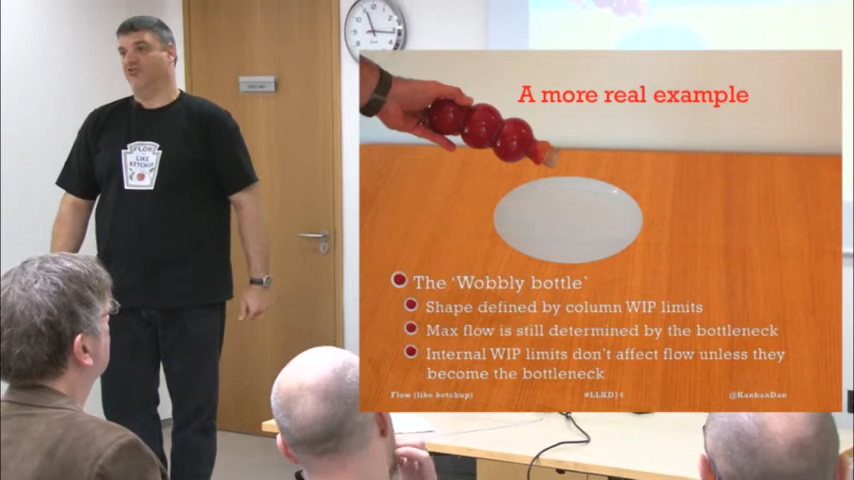 FLOW
LIKE
KETCHUP
A more real example
The ‘Wobbly bottle’
Shape defined by column WIP limits
Max flow is still determined by the bottleneck
Internal WIP limits don’t affect flow unless they
become the bottleneck
Flow (like ketchup)
#LLKD14
@KanbanDan